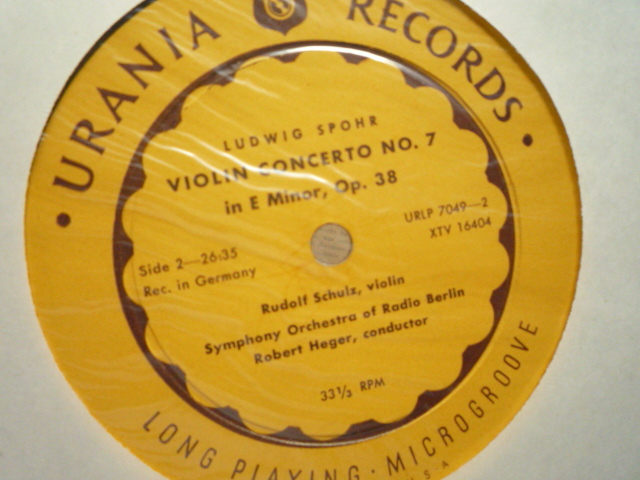 URANIA RECORDS
LUDWIG SPOHR
VIOLIN CONCERTO NO. 7
in E Minor, Op. 38
URLP 7049—2
XTV 16404
Side 2—26:35
Rec. in Germany
Rudolf Schulz, violin
Symphony Orchestra of Radio Berlin
Robert Heger, conductor
33⅓ RPM
LONG PLAYING · MICROGROOVE
S A